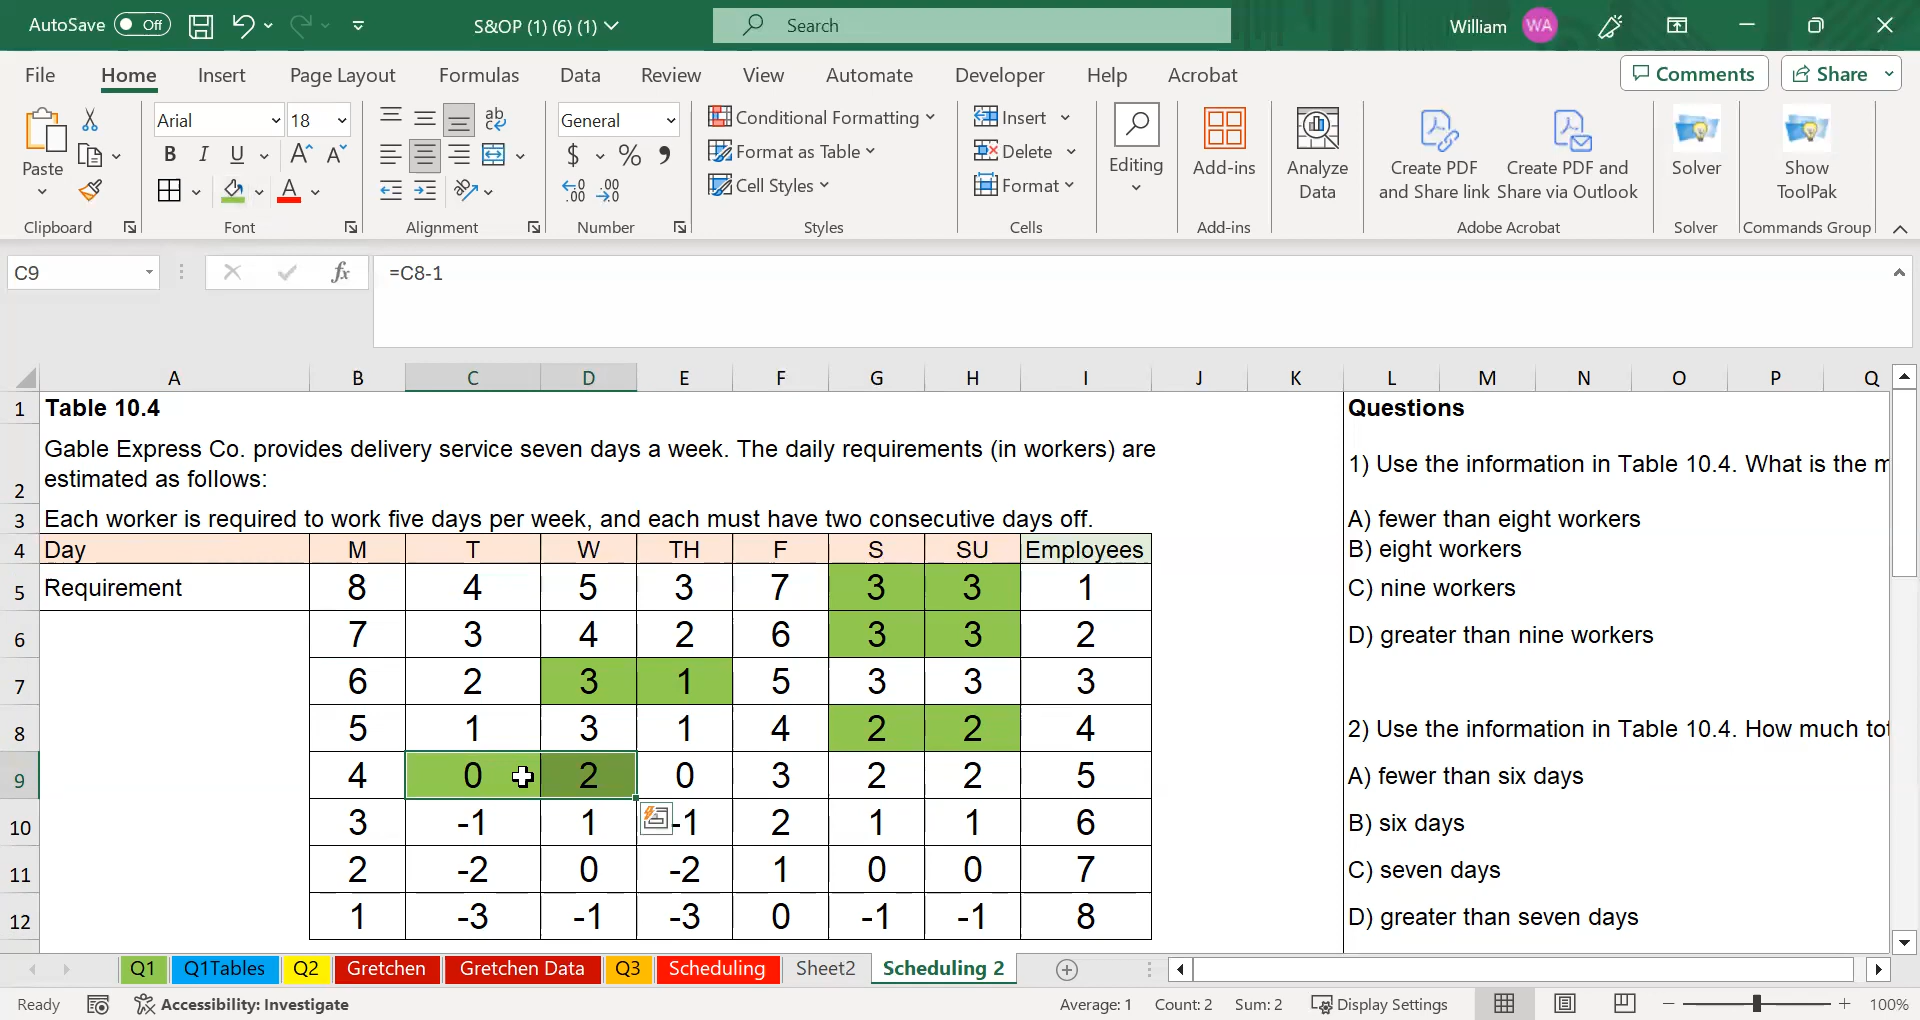 AutoSave Off S&OP (1) (6) (1) Search William WA
File Home Insert Page Layout Formulas Data Review View Automate Developer Help Acrobat Comments Share
Paste Arial 18 ab General Conditional Formatting Insert Editing Add-ins Analyze Data Create PDF and Share link Create PDF and Share via Outlook Solver Show ToolPak
B I U A A $ % 9 Format as Table Delete
A .00 .00 Cell Styles Format
Clipboard Font Alignment Number Styles Cells Add-ins Adobe Acrobat Solver Commands Group
C9 fx =C8-1
A B C D E F G H I J K L M N O P Q
1 Table 10.4 Questions
2 Gable Express Co. provides delivery service seven days a week. The daily requirements (in workers) are
estimated as follows: 1) Use the information in Table 10.4. What is the m
3 Each worker is required to work five days per week, and each must have two consecutive days off. A) fewer than eight workers
4 Day M T W TH F S SU Employees B) eight workers
5 Requirement 8 4 5 3 7 3 3 1 C) nine workers
6 7 3 4 2 6 3 3 2 D) greater than nine workers
7 6 2 3 1 5 3 3 3
8 5 1 3 1 4 2 2 4 2) Use the information in Table 10.4. How much tot
9 4 0 2 0 3 2 2 5 A) fewer than six days
10 3 -1 1 -1 2 1 1 6 B) six days
11 2 -2 0 -2 1 0 0 7 C) seven days
12 1 -3 -1 -3 0 -1 -1 8 D) greater than seven days
Q1 Q1Tables Q2 Gretchen Gretchen Data Q3 Scheduling Sheet2 Scheduling 2
Ready Accessibility: Investigate Average: 1 Count: 2 Sum: 2 Display Settings 100%